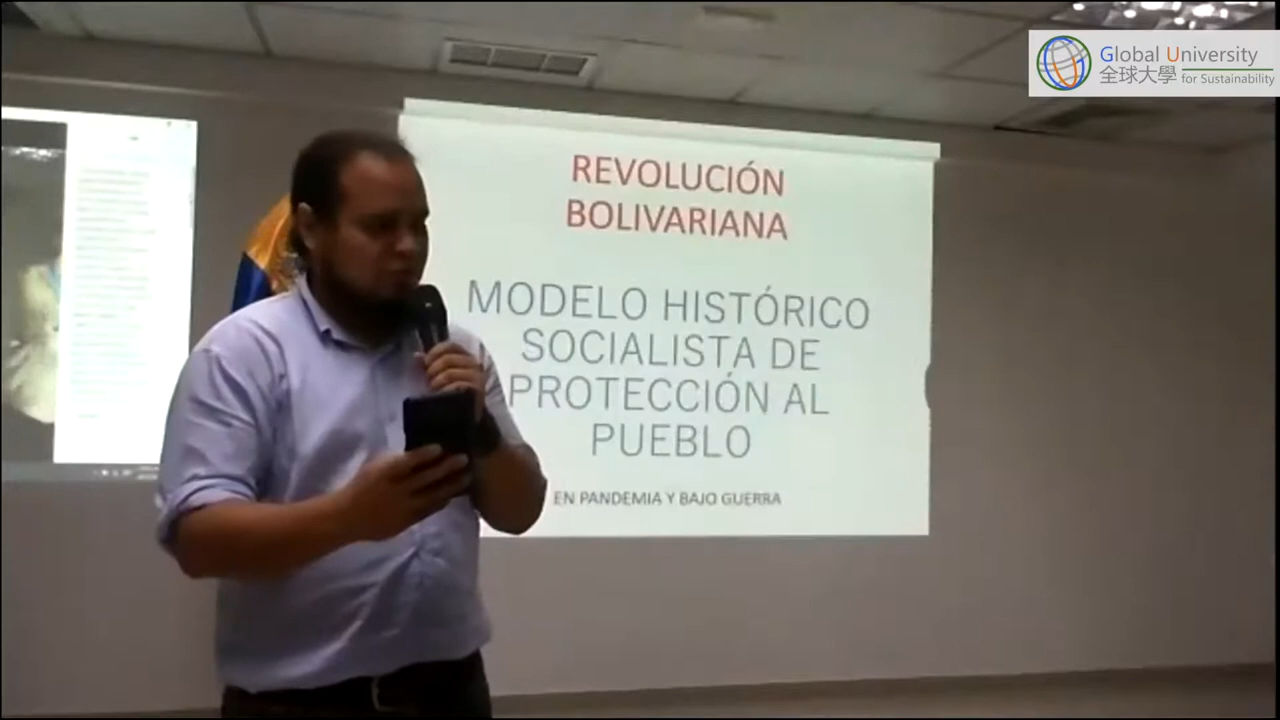 Global University
全球大學 for Sustainability
REVOLUCIÓN
BOLIVARIANA
MODELO HISTÓRICO
SOCIALISTA DE
PROTECCIÓN AL
PUEBLO
EN PANDEMIA Y BAJO GUERRA